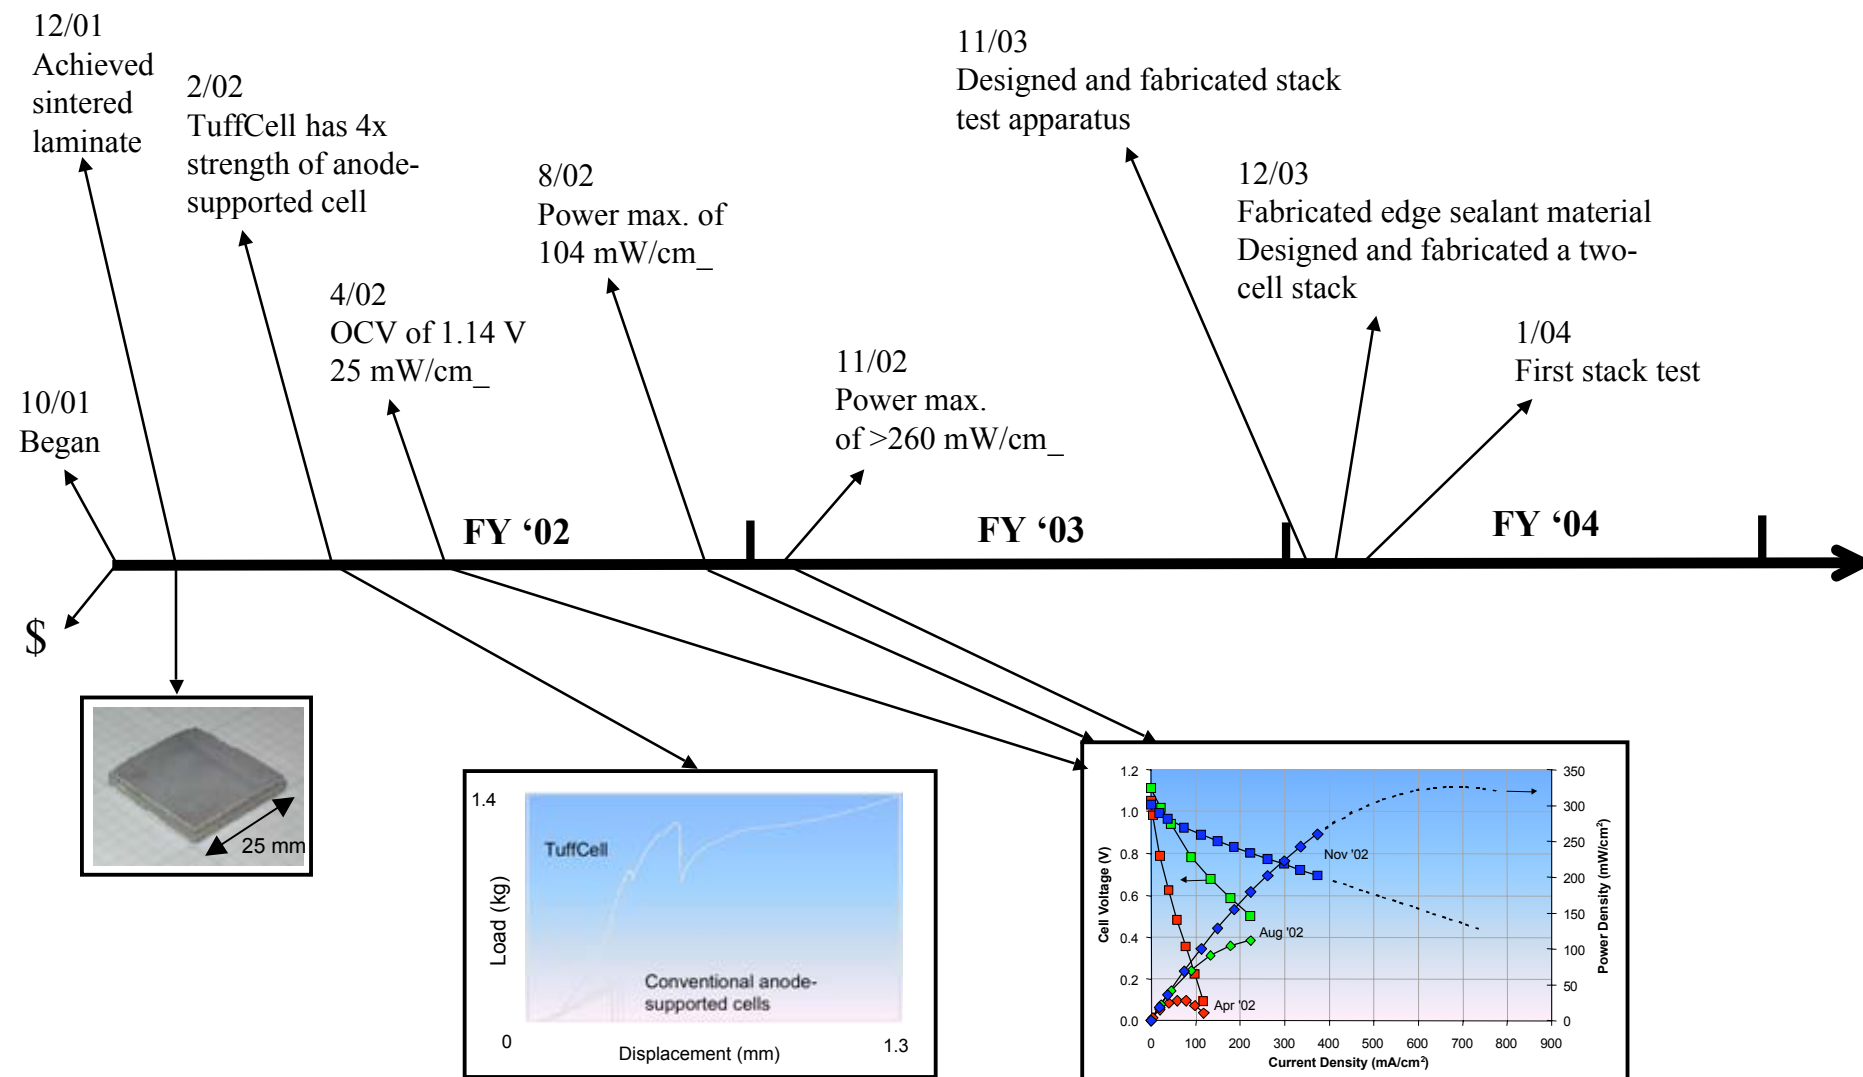 12/01
Achieved
sintered
laminate
2/02
TuffCell has 4x
strength of anode-
supported cell
10/01
Began
4/02
OCV of 1.14 V
25 mW/cm_
8/02
Power max. of
104 mW/cm_
11/02
Power max.
of >260 mW/cm_
11/03
Designed and fabricated stack
test apparatus
12/03
Fabricated edge sealant material
Designed and fabricated a two-
cell stack
1/04
First stack test
FY ‘02
FY ‘03
FY ‘04
$
25 mm
1.4
Load (kg)
TuffCell
Conventional anode-
supported cells
0
Displacement (mm)
1.3
1.2
1.0
0.8
0.6
0.4
0.2
0.0
Cell Voltage (V)
350
300
250
200
150
100
50
0
Power Density (mW/cm²)
Nov '02
Aug '02
Apr '02
0 100 200 300 400 500 600 700 800 900
Current Density (mA/cm²)